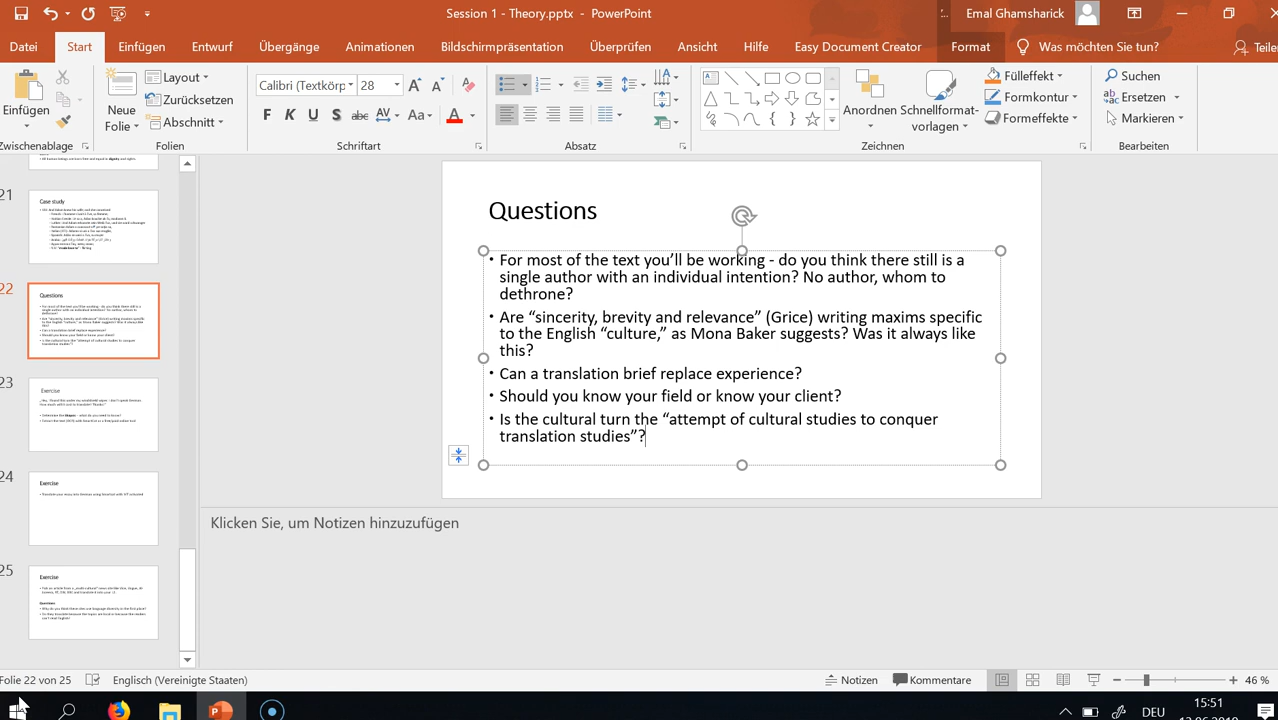 Session 1 - Theory.pptx - PowerPoint
Emal Ghamsharick
Datei Start Einfügen Entwurf Übergänge Animationen Bildschirmpräsentation Überprüfen Ansicht Hilfe Easy Document Creator Format Was möchten Sie tun? Teile
Einfügen
Zwischenablage
Neue Folie
Layout
Zurücksetzen
Abschnitt
Folien
Calibri (Textkörp 28
F K U S abc AV Aa A
Schriftart
Absatz
Anordnen
Schnellformat-
vorlagen
Fülleffekt
Formkontur
Formeffekte
Zeichnen
Suchen
Ersetzen
Markieren
Bearbeiten
21
Case study
22
Questions
23
Exercise
24
Exercise
25
Exercise
Questions
Questions
• For most of the text you’ll be working - do you think there still is a
single author with an individual intention? No author, whom to
dethrone?
• Are “sincerity, brevity and relevance” (Grice) writing maxims specific
to the English “culture,” as Mona Baker suggests? Was it always like
this?
• Can a translation brief replace experience?
• Should you know your field or know your client?
• Is the cultural turn the “attempt of cultural studies to conquer
translation studies”?
Klicken Sie, um Notizen hinzuzufügen
Folie 22 von 25 Englisch (Vereinigte Staaten) Notizen Kommentare 46 %
DEU 15:51